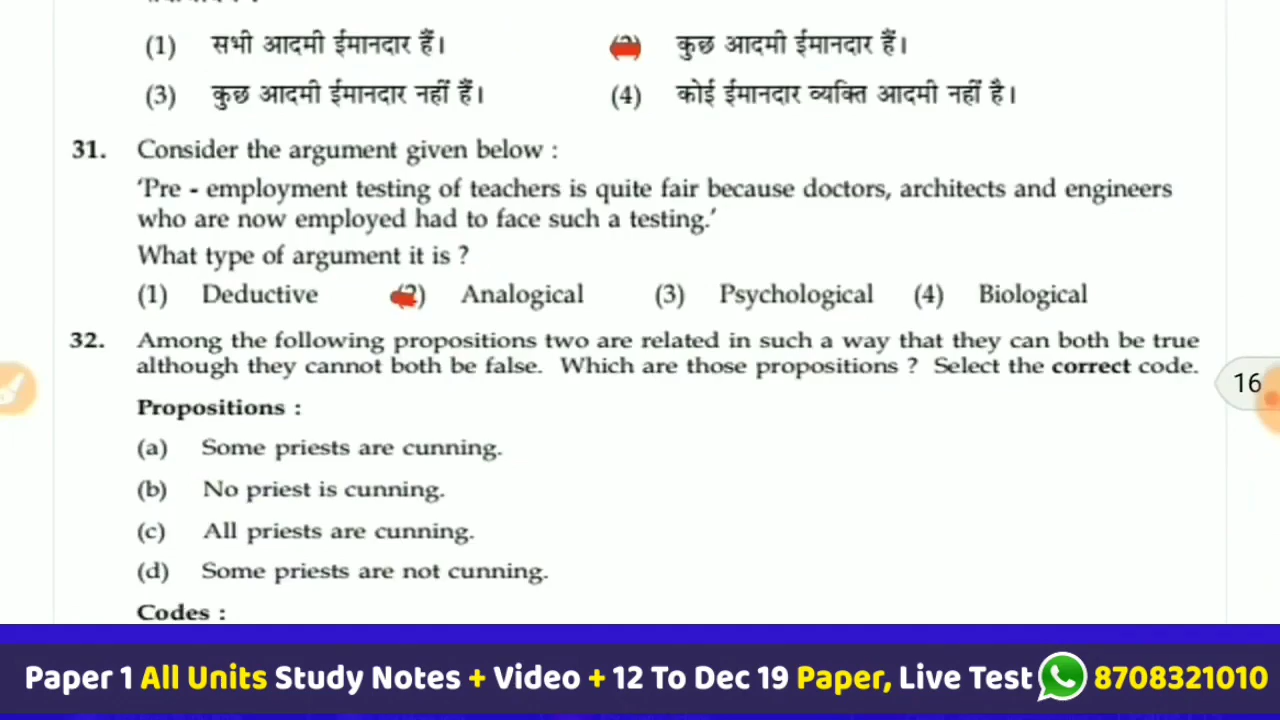 (1) सभी आदमी ईमानदार हैं। कुछ आदमी ईमानदार हैं।
(3) कुछ आदमी ईमानदार नहीं हैं। (4) कोई ईमानदार व्यक्ति आदमी नहीं है।
31. Consider the argument given below :
'Pre - employment testing of teachers is quite fair because doctors, architects and engineers
who are now employed had to face such a testing.'
What type of argument it is ?
(1) Deductive (2) Analogical (3) Psychological (4) Biological
32. Among the following propositions two are related in such a way that they can both be true
although they cannot both be false. Which are those propositions ? Select the correct code.
16
Propositions :
(a) Some priests are cunning.
(b) No priest is cunning.
(c) All priests are cunning.
(d) Some priests are not cunning.
Codes :
Paper 1 All Units Study Notes + Video + 12 To Dec 19 Paper, Live Test 8708321010